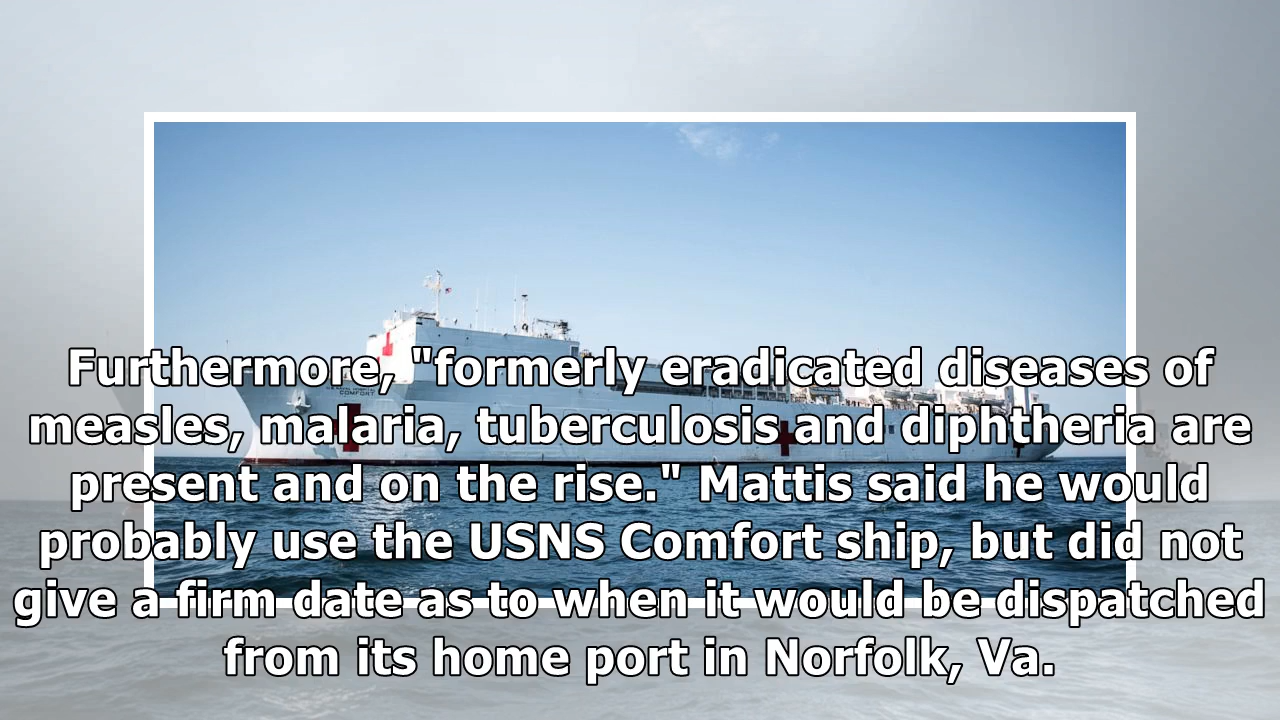 COMFORT
Furthermore, "formerly eradicated diseases of
measles, malaria, tuberculosis and diphtheria are
present and on the rise." Mattis said he would
probably use the USNS Comfort ship, but did not
give a firm date as to when it would be dispatched
from its home port in Norfolk, Va.